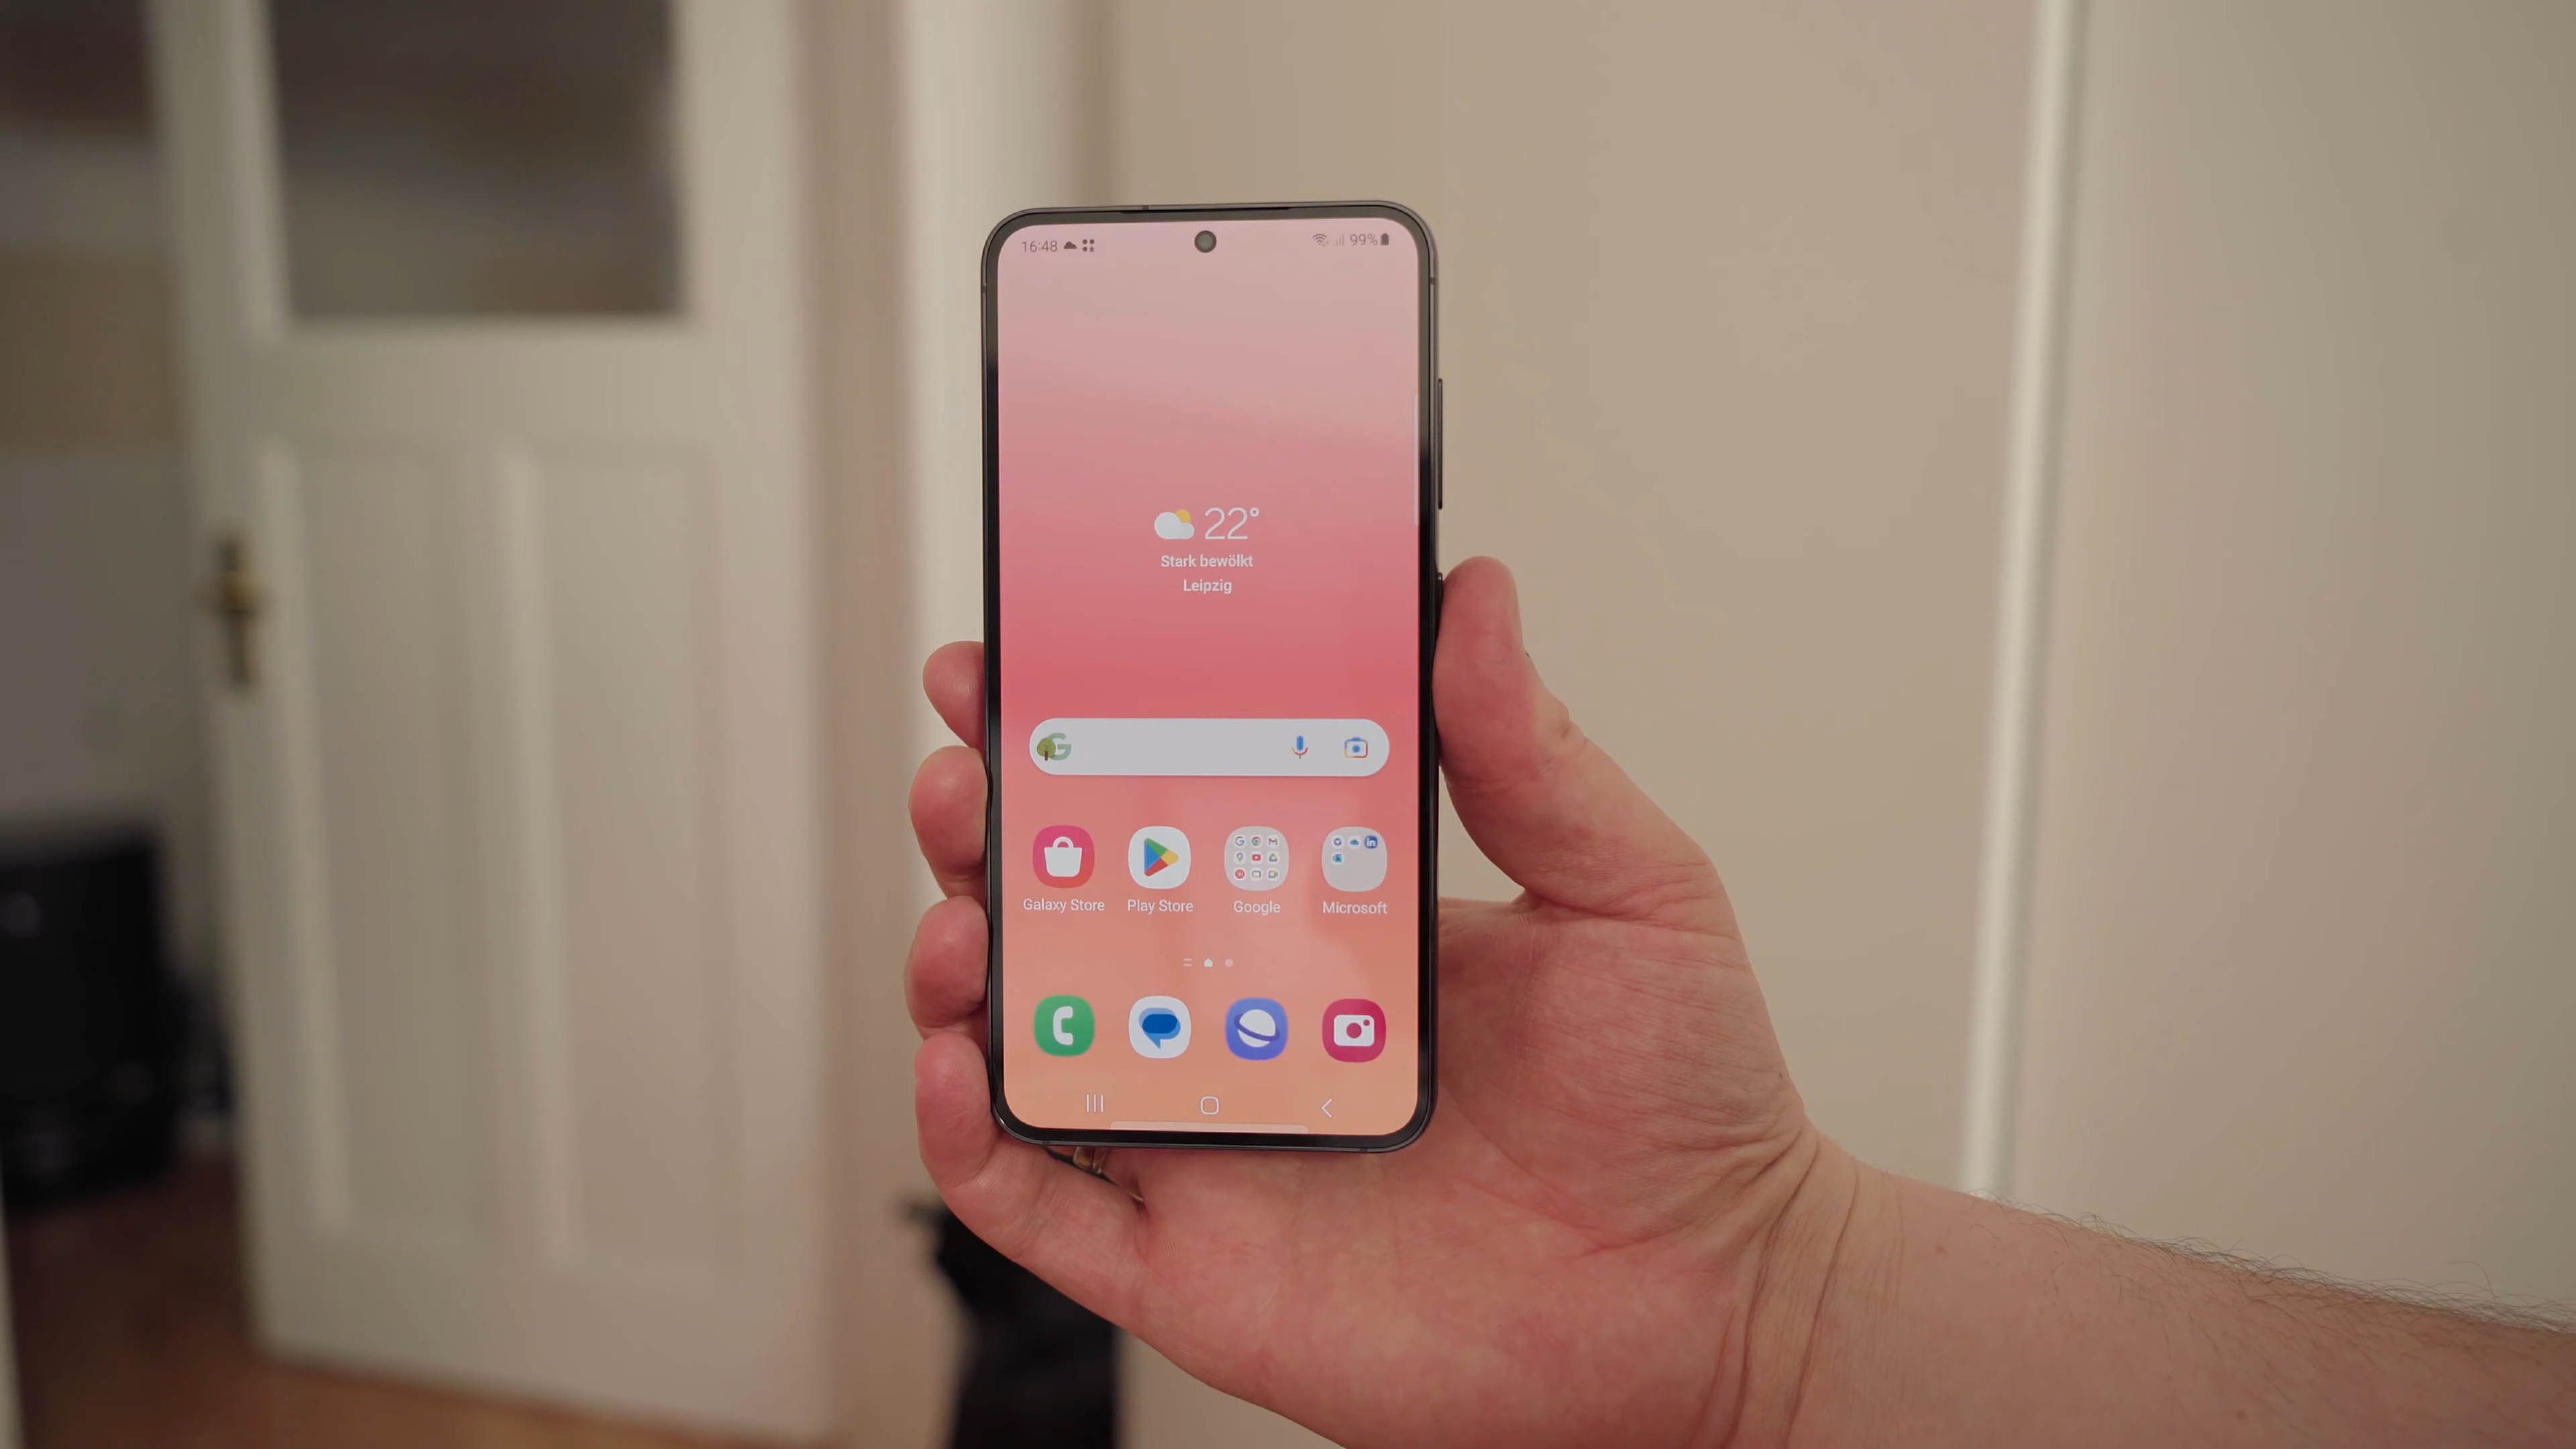 16:48
99%
22°
Stark bewölkt
Leipzig
Galaxy Store
Play Store
Google
Microsoft